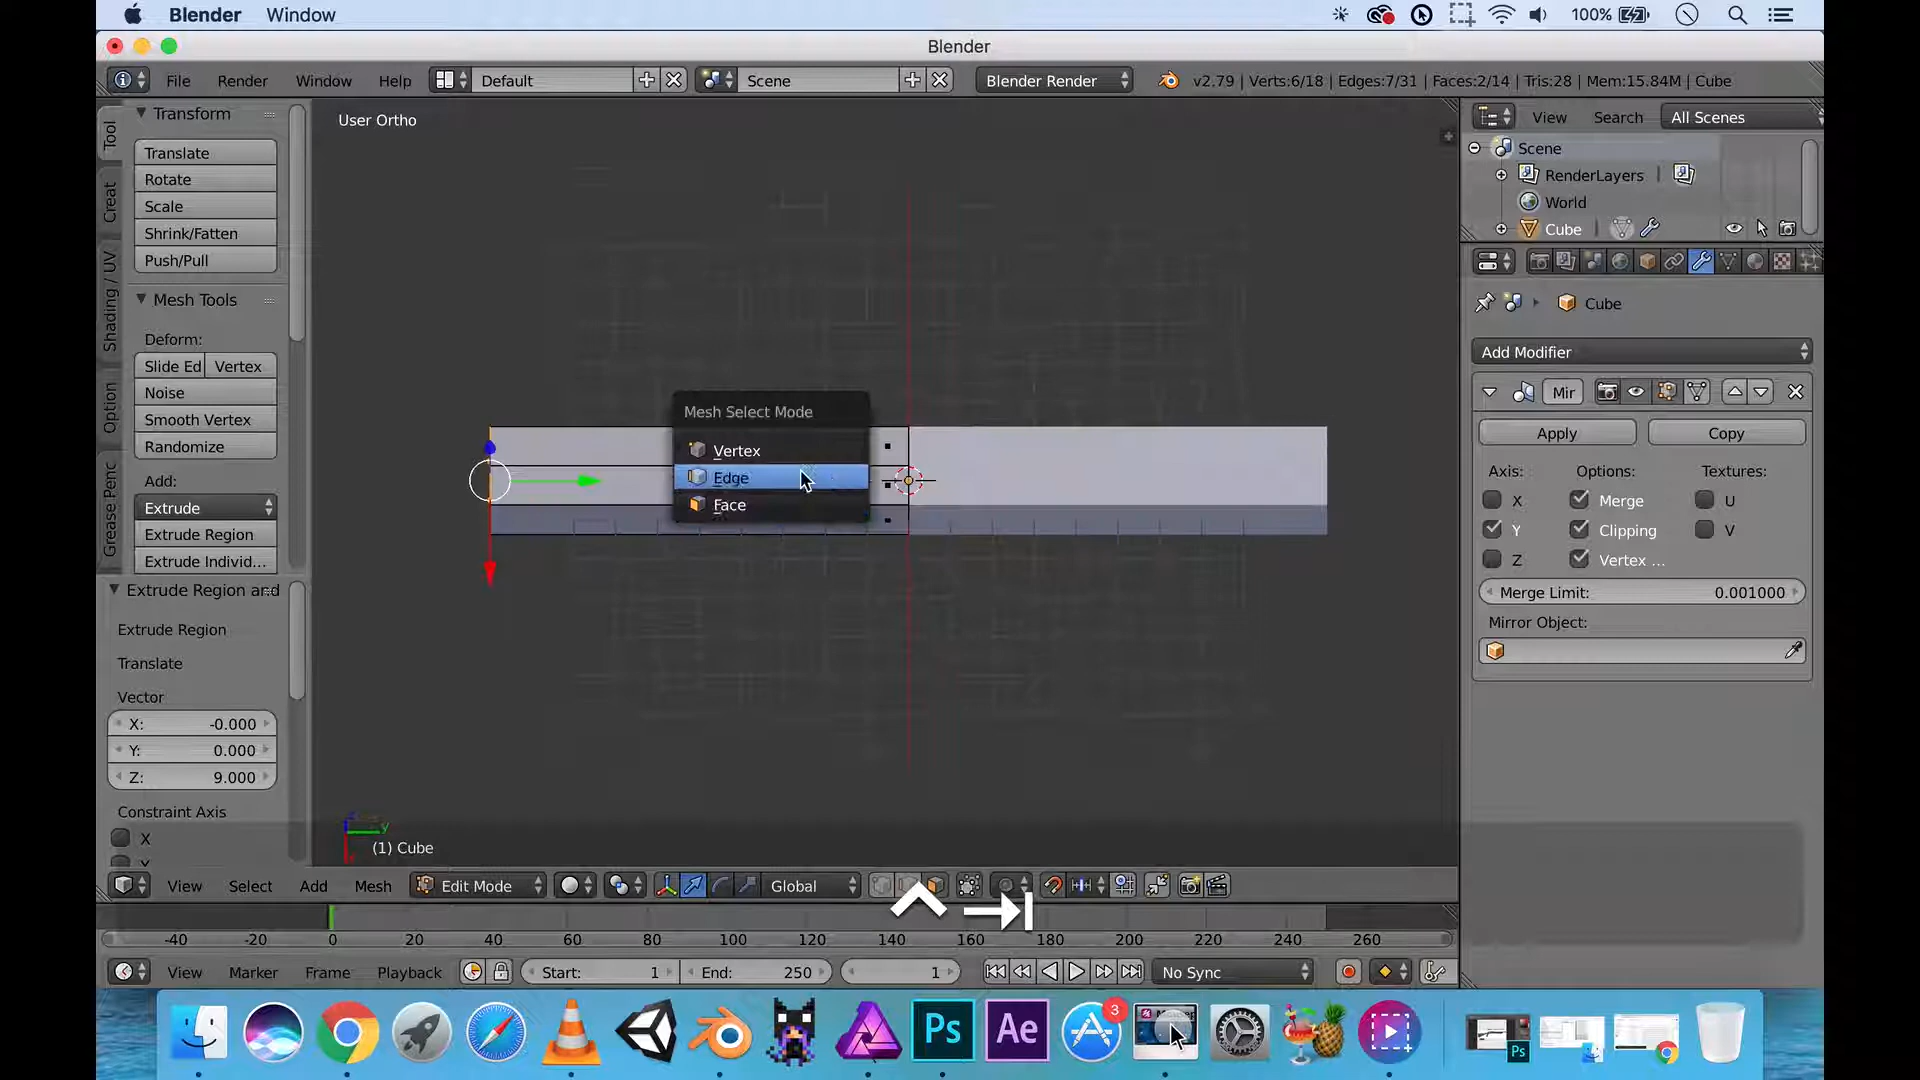 Blender Window 100%
Blender
File Render Window Help Default Scene Blender Render v2.79 | Verts:6/18 | Edges:7/31 | Faces:2/14 | Tris:28 | Mem:15.84M | Cube
Transform
Translate
Rotate
Scale
Shrink/Fatten
Push/Pull
Mesh Tools
Deform:
Slide Ed Vertex
Noise
Smooth Vertex
Randomize
Add:
Extrude
Extrude Region
Extrude Individ...
Tool
Creat
Shading / UV
Option
Grease Penc
Extrude Region and
Extrude Region
Translate
Vector
X: -0.000
Y: 0.000
Z: 9.000
Constraint Axis
X
Y
User Ortho
Mesh Select Mode
Vertex
Edge
Face
z
y
(1) Cube
View Search All Scenes
Scene
RenderLayers
World
Cube
Cube
Add Modifier
Mir
Apply Copy
Axis: Options: Textures:
X Merge U
Y Clipping V
Z Vertex ...
Merge Limit: 0.001000
Mirror Object:
View Select Add Mesh Edit Mode Global
-40 -20 0 20 40 60 80 100 120 140 160 180 200 220 240 260
View Marker Frame Playback Start: 1 End: 250 1 No Sync
Ps Ae 3 Ps